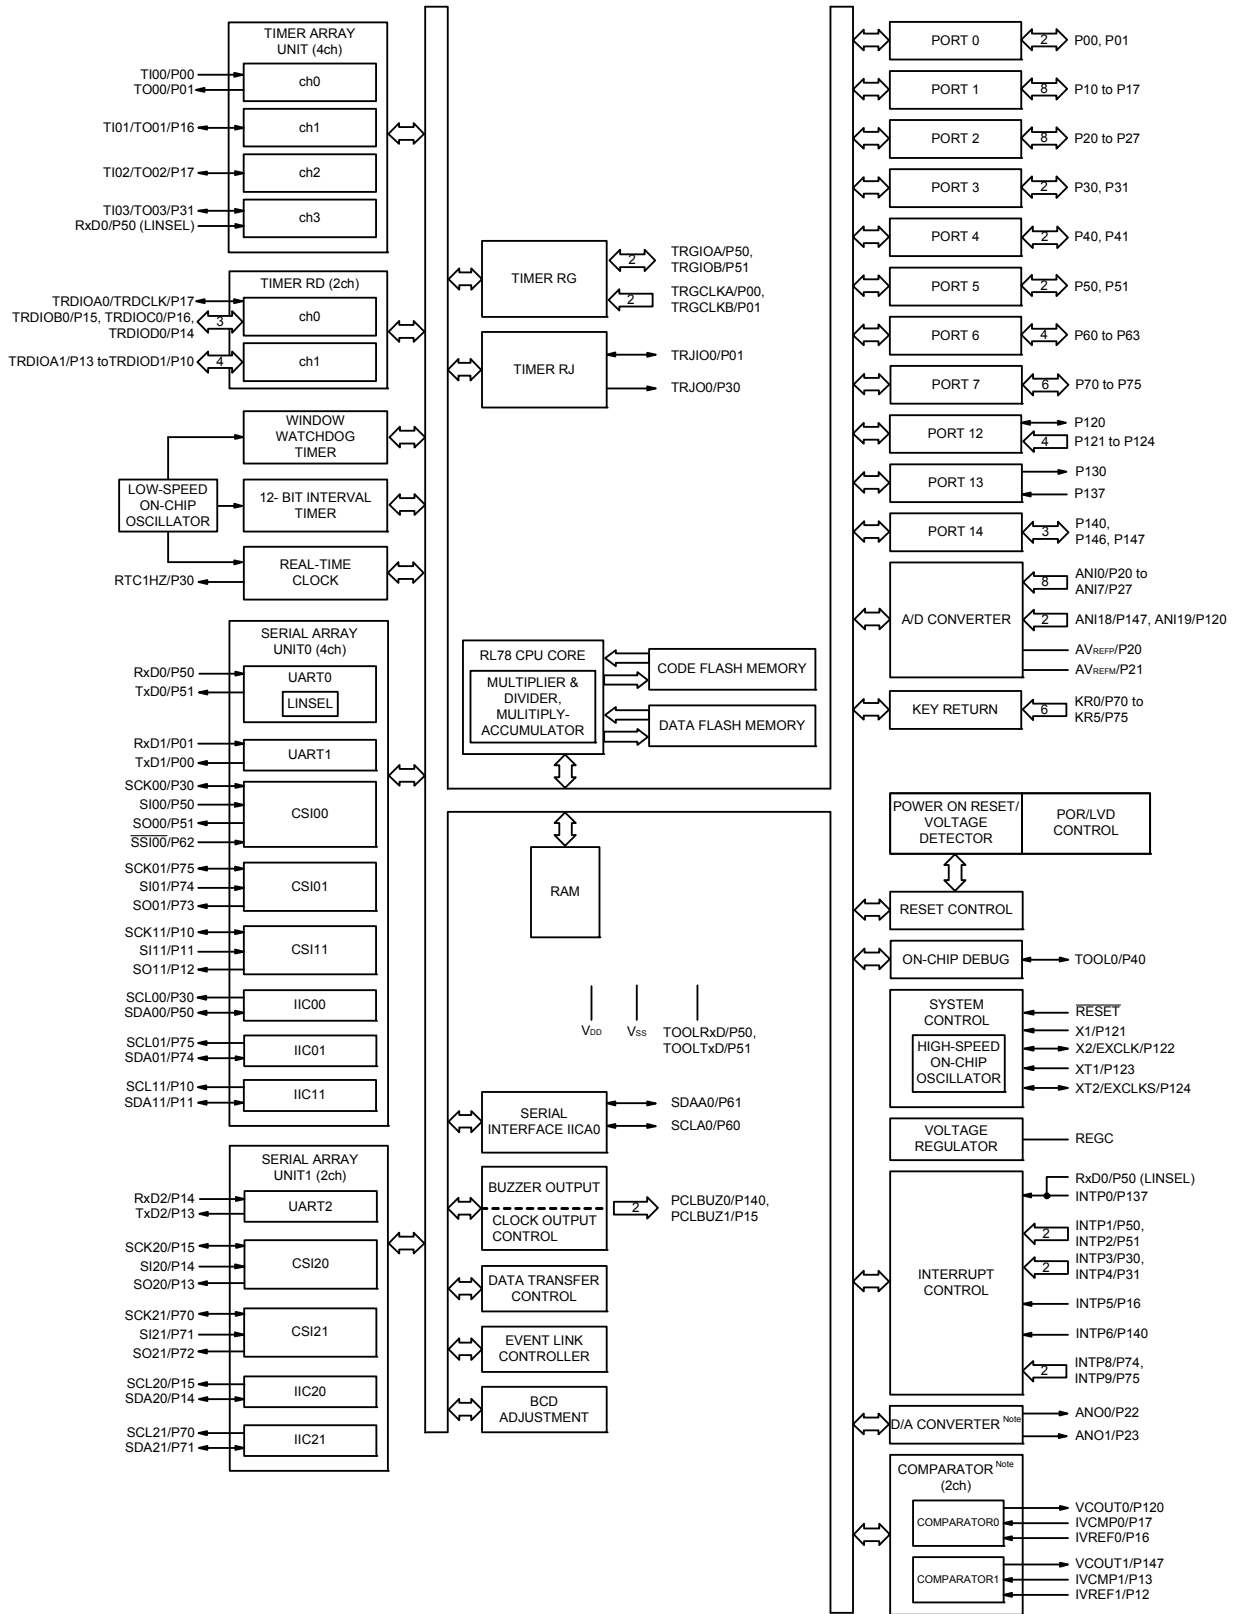 TIMER ARRAY
UNIT (4ch)
TI00/P00
TO00/P01
ch0
TI01/TO01/P16
ch1
TI02/TO02/P17
ch2
TI03/TO03/P31
RxD0/P50 (LINSEL)
ch3
TIMER RD (2ch)
TRDIOA0/TRDCLK/P17
TRDIOB0/P15, TRDIOC0/P16,
TRDIOD0/P14
3
ch0
TRDIOA1/P13 toTRDIOD1/P10
4
ch1
WINDOW
WATCHDOG
TIMER
LOW-SPEED
ON-CHIP
OSCILLATOR
12- BIT INTERVAL
TIMER
REAL-TIME
CLOCK
RTC1HZ/P30
SERIAL ARRAY
UNIT0 (4ch)
RxD0/P50
TxD0/P51
UART0
LINSEL
RxD1/P01
TxD1/P00
UART1
SCK00/P30
SI00/P50
SO00/P51
SSI00/P62
CSI00
SCK01/P75
SI01/P74
SO01/P73
CSI01
SCK11/P10
SI11/P11
SO11/P12
CSI11
SCL00/P30
SDA00/P50
IIC00
SCL01/P75
SDA01/P74
IIC01
SCL11/P10
SDA11/P11
IIC11
SERIAL ARRAY
UNIT1 (2ch)
RxD2/P14
TxD2/P13
UART2
SCK20/P15
SI20/P14
SO20/P13
CSI20
SCK21/P70
SI21/P71
SO21/P72
CSI21
SCL20/P15
SDA20/P14
IIC20
SCL21/P70
SDA21/P71
IIC21
TIMER RG
2
TRGIOA/P50,
TRGIOB/P51
2
TRGCLKA/P00,
TRGCLKB/P01
TIMER RJ
TRJIO0/P01
TRJO0/P30
RL78 CPU CORE
MULTIPLIER &
DIVIDER,
MULITIPLY-
ACCUMULATOR
CODE FLASH MEMORY
DATA FLASH MEMORY
RAM
VDD
VSS
TOOLRxD/P50,
TOOLTxD/P51
SERIAL
INTERFACE IICA0
SDAA0/P61
SCLA0/P60
BUZZER OUTPUT
CLOCK OUTPUT
CONTROL
2
PCLBUZ0/P140,
PCLBUZ1/P15
DATA TRANSFER
CONTROL
EVENT LINK
CONTROLLER
BCD
ADJUSTMENT
PORT 0
2
P00, P01
PORT 1
8
P10 to P17
PORT 2
8
P20 to P27
PORT 3
2
P30, P31
PORT 4
2
P40, P41
PORT 5
2
P50, P51
PORT 6
4
P60 to P63
PORT 7
6
P70 to P75
PORT 12
P120
4
P121 to P124
PORT 13
P130
P137
PORT 14
3
P140,
P146, P147
A/D CONVERTER
8
ANI0/P20 to
ANI7/P27
2
ANI18/P147, ANI19/P120
AVREFP/P20
AVREFM/P21
KEY RETURN
6
KR0/P70 to
KR5/P75
POWER ON RESET/
VOLTAGE
DETECTOR
POR/LVD
CONTROL
RESET CONTROL
ON-CHIP DEBUG
TOOL0/P40
SYSTEM
CONTROL
HIGH-SPEED
ON-CHIP
OSCILLATOR
RESET
X1/P121
X2/EXCLK/P122
XT1/P123
XT2/EXCLKS/P124
VOLTAGE
REGULATOR
REGC
INTERRUPT
CONTROL
RxD0/P50 (LINSEL)
INTP0/P137
2
INTP1/P50,
INTP2/P51
2
INTP3/P30,
INTP4/P31
INTP5/P16
INTP6/P140
2
INTP8/P74,
INTP9/P75
D/A CONVERTER Note
ANO0/P22
ANO1/P23
COMPARATOR Note
(2ch)
COMPARATOR0
VCOUT0/P120
IVCMP0/P17
IVREF0/P16
COMPARATOR1
VCOUT1/P147
IVCMP1/P13
IVREF1/P12